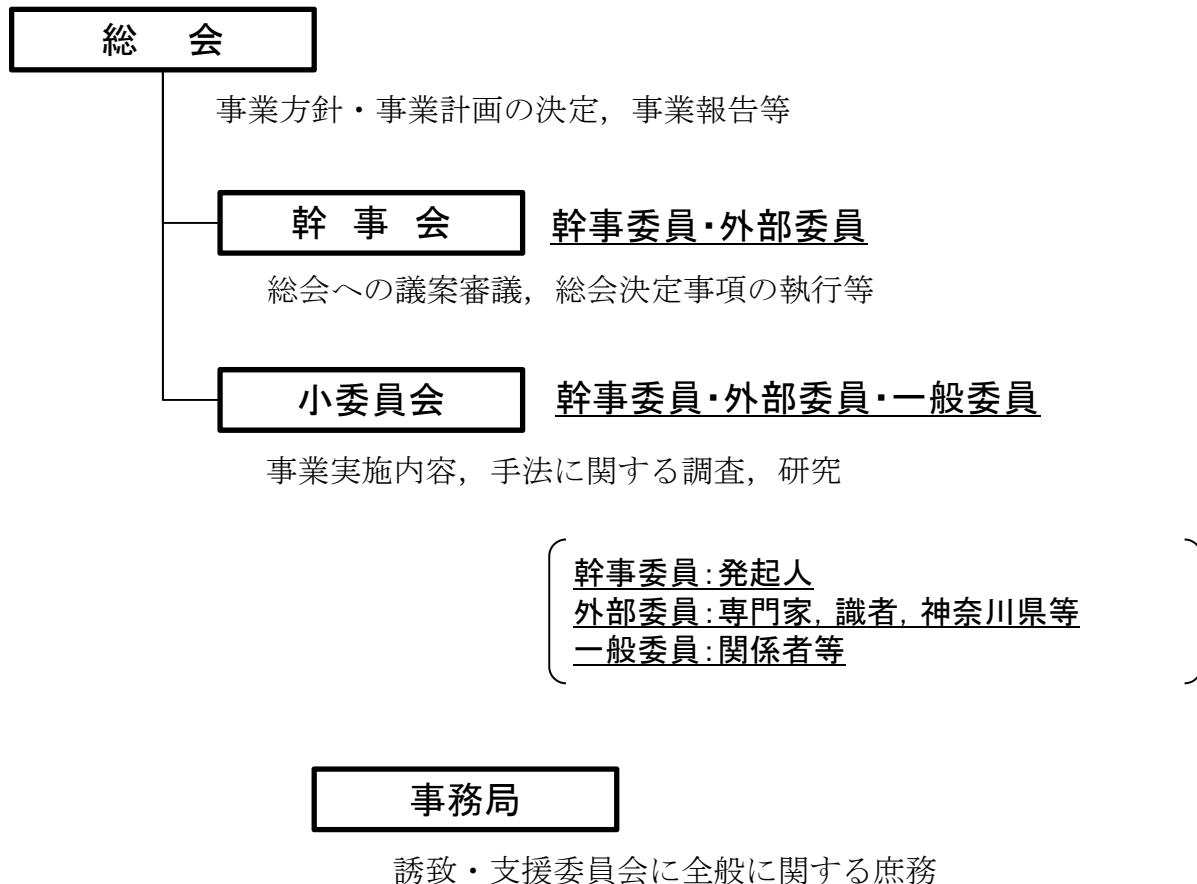 総　会
事業方針・事業計画の決定，事業報告等
幹　事　会　幹事委員・外部委員
総会への議案審議，総会決定事項の執行等
小委員会　幹事委員・外部委員・一般委員
事業実施内容，手法に関する調査，研究
幹事委員：発起人
外部委員：専門家，識者，神奈川県等
一般委員：関係者等
事務局
誘致・支援委員会に全般に関する庶務